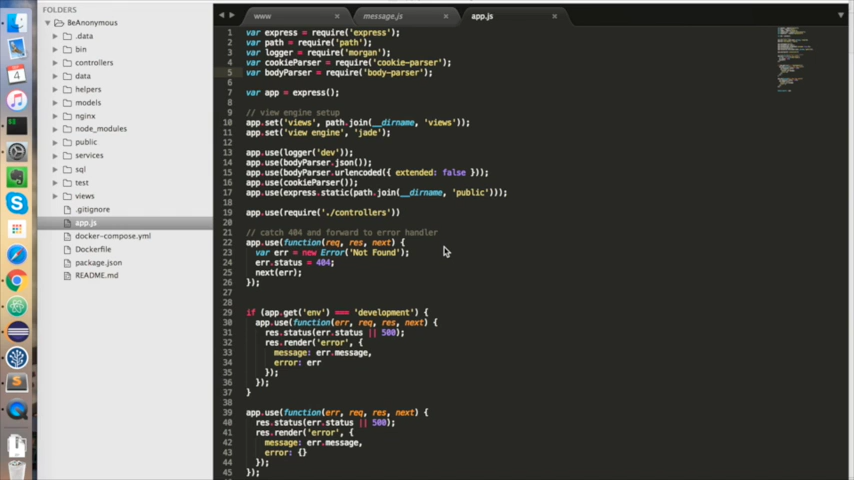 FOLDERS
8eAnonymous
.data
bin
controllers
data
helpers
models
nginx
node_modules
public
services
sql
test
views
.gitignore
app.js
docker-compose.yml
Dockerfile
package.json
README.md
4
www
message.js
app.js
1 var express = require('express');
2 var path = require('path');
3 var logger = require('morgan');
4 var cookieParser = require('cookie-parser');
5 var bodyParser = require('body-parser');
6
7 var app = express();
8
9 // view engine setup
10 app.set('views', path.join(__dirname, 'views'));
11 app.set('view engine', 'jade');
12
13 app.use(logger('dev'));
14 app.use(bodyParser.json());
15 app.use(bodyParser.urlencoded({ extended: false }));
16 app.use(cookieParser());
17 app.use(express.static(path.join(__dirname, 'public')));
18
19 app.use(require('./controllers'))
20
21 // catch 404 and forward to error handler
22 app.use(function(req, res, next) {
23 var err = new Error('Not Found');
24 err.status = 404;
25 next(err);
26 });
27
28
29 if (app.get('env') === 'development') {
30 app.use(function(err, req, res, next) {
31 res.status(err.status || 500);
32 res.render('error', {
33 message: err.message,
34 error: err
35 });
36 });
37 }
38
39 app.use(function(err, req, res, next) {
40 res.status(err.status || 500);
41 res.render('error', {
42 message: err.message,
43 error: {}
44 });
45 });